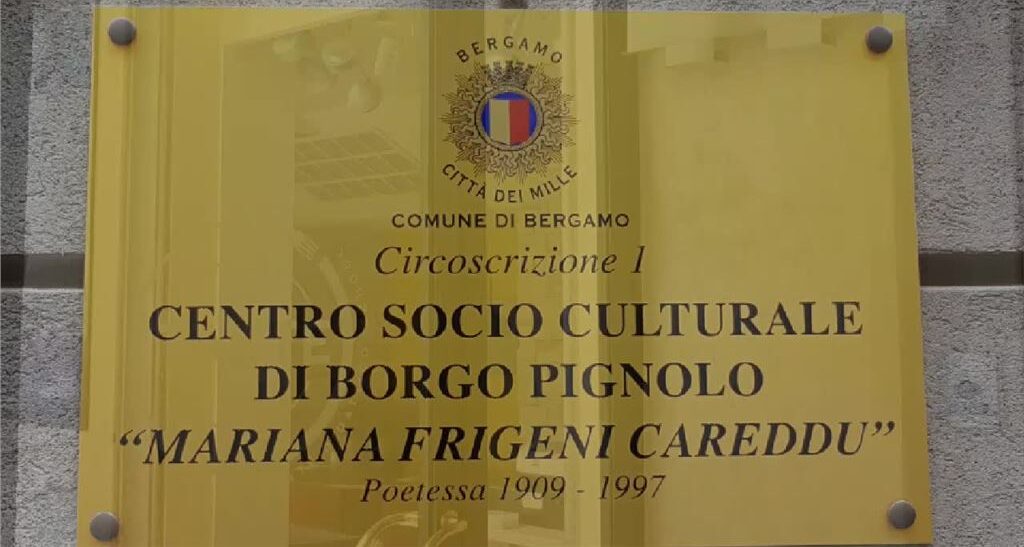 BERGAMO
CITTÀ DEI MILLE
COMUNE DI BERGAMO
Circoscrizione 1
CENTRO SOCIO CULTURALE
DI BORGO PIGNOLO
“MARIANA FRIGENI CAREDDU”
Poetessa 1909 - 1997